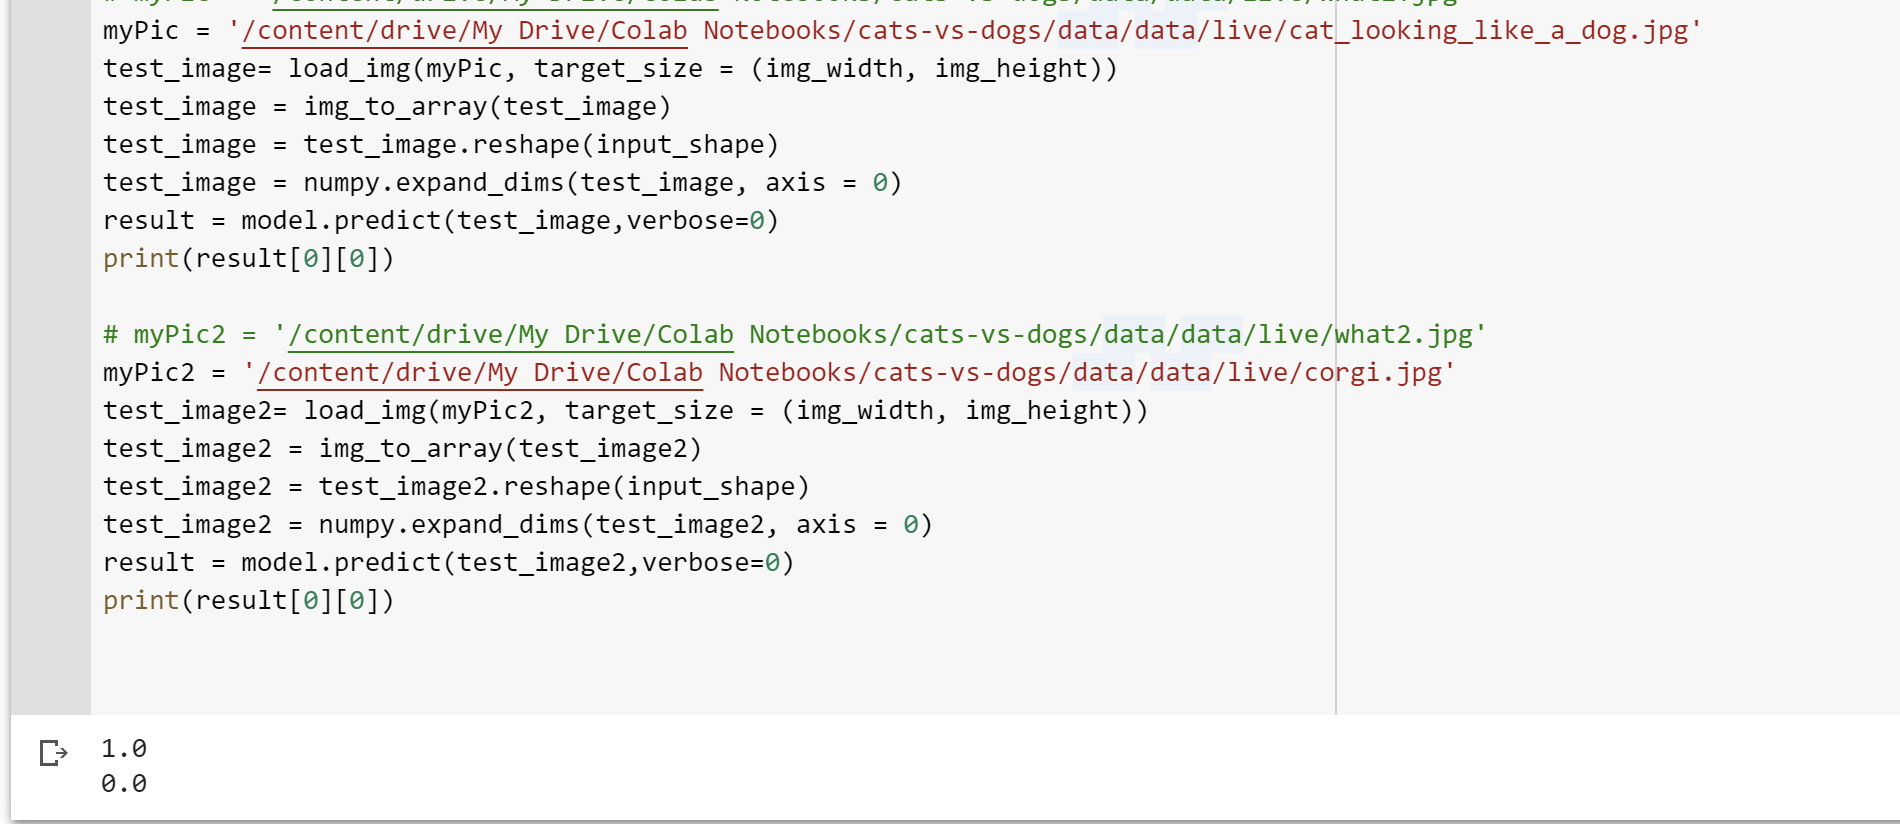 myPic = '/content/drive/My Drive/Colab Notebooks/cats-vs-dogs/data/data/live/cat_looking_like_a_dog.jpg'
test_image= load_img(myPic, target_size = (img_width, img_height))
test_image = img_to_array(test_image)
test_image = test_image.reshape(input_shape)
test_image = numpy.expand_dims(test_image, axis = 0)
result = model.predict(test_image,verbose=0)
print(result[0][0])
# myPic2 = '/content/drive/My Drive/Colab Notebooks/cats-vs-dogs/data/data/live/what2.jpg'
myPic2 = '/content/drive/My Drive/Colab Notebooks/cats-vs-dogs/data/data/live/corgi.jpg'
test_image2= load_img(myPic2, target_size = (img_width, img_height))
test_image2 = img_to_array(test_image2)
test_image2 = test_image2.reshape(input_shape)
test_image2 = numpy.expand_dims(test_image2, axis = 0)
result = model.predict(test_image2,verbose=0)
print(result[0][0])
1.0
0.0